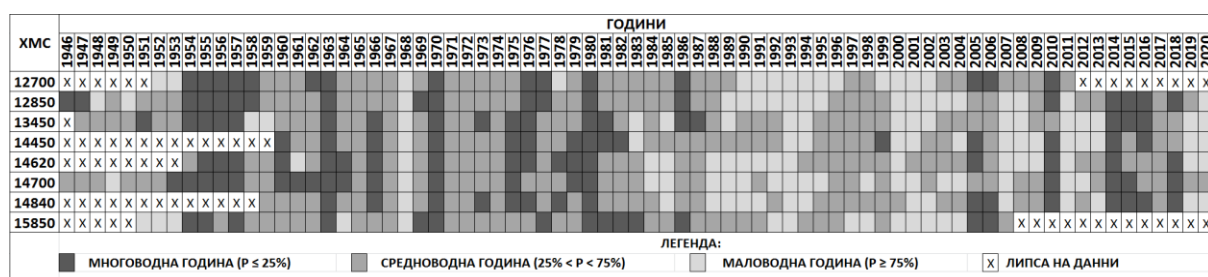 ГОДИНИ
ХМС 1946 1947 1948 1949 1950 1951 1952 1953 1954 1955 1956 1957 1958 1959 1960 1961 1962 1963 1964 1965 1966 1967 1968 1969 1970 1971 1972 1973 1974 1975 1976 1977 1978 1979 1980 1981 1982 1983 1984 1985 1986 1987 1988 1989 1990 1991 1992 1993 1994 1995 1996 1997 1998 1999 2000 2001 2002 2003 2004 2005 2006 2007 2008 2009 2010 2011 2012 2013 2014 2015 2016 2017 2018 2019 2020
12700 X X X X X X X X X X X X X X X
12850
13450 X
14450 X X X X X X X X X X X X X X
14620 X X X X X X X X
14700
14840 X X X X X X X X X X X X X
15850 X X X X X X X X X X X X X X X X X X
ЛЕГЕНДА:
МНОГОВОДНА ГОДИНА (P ≤ 25%) СРЕДНОВОДНА ГОДИНА (25% < P < 75%) МАЛОВОДНА ГОДИНА (P ≥ 75%) X ЛИПСА НА ДАННИ